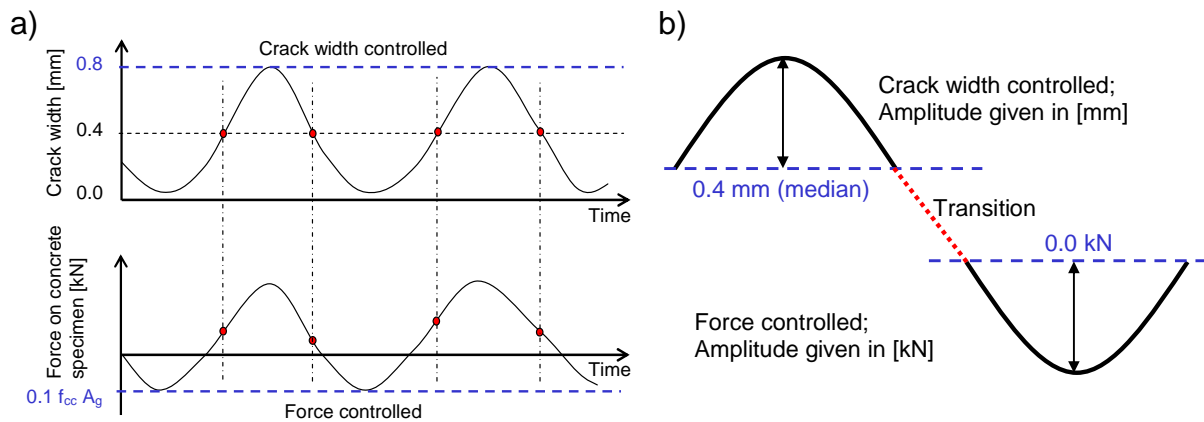 a)
Crack width controlled
Crack width [mm]
0.8
0.4
0.0
Time
Force on concrete
specimen [kN]
Time
0.1 fcc Ag
Force controlled
b)
Crack width controlled;
Amplitude given in [mm]
0.4 mm (median)
Transition
0.0 kN
Force controlled;
Amplitude given in [kN]